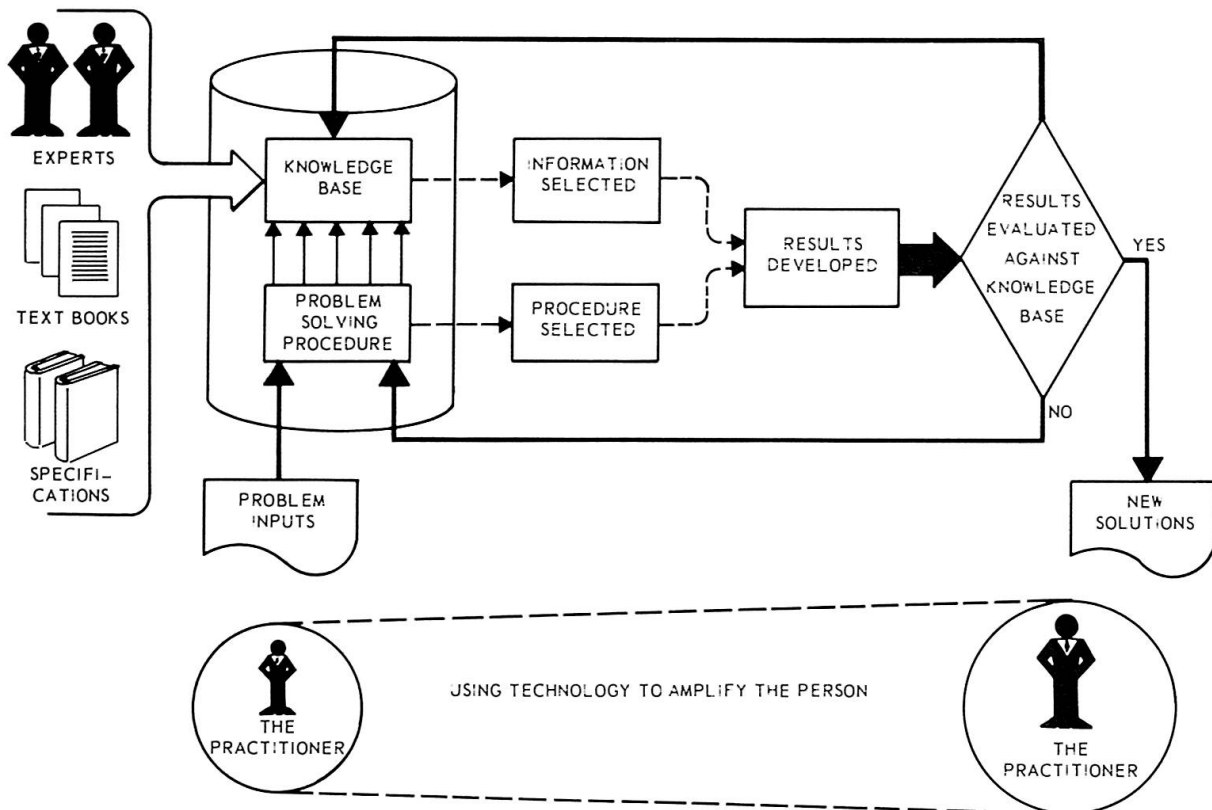 EXPERTS
TEXT BOOKS
SPECIFI-
CATIONS
KNOWLEDGE
BASE
PROBLEM
SOLVING
PROCEDURE
PROBLEM
INPUTS
INFORMATION
SELECTED
PROCEDURE
SELECTED
RESULTS
DEVELOPED
RESULTS
EVALUATED
AGAINST
KNOWLEDGE
BASE
YES
NO
NEW
SOLUTIONS
THE
PRACTITIONER
USING TECHNOLOGY TO AMPLIFY THE PERSON
THE
PRACTITIONER